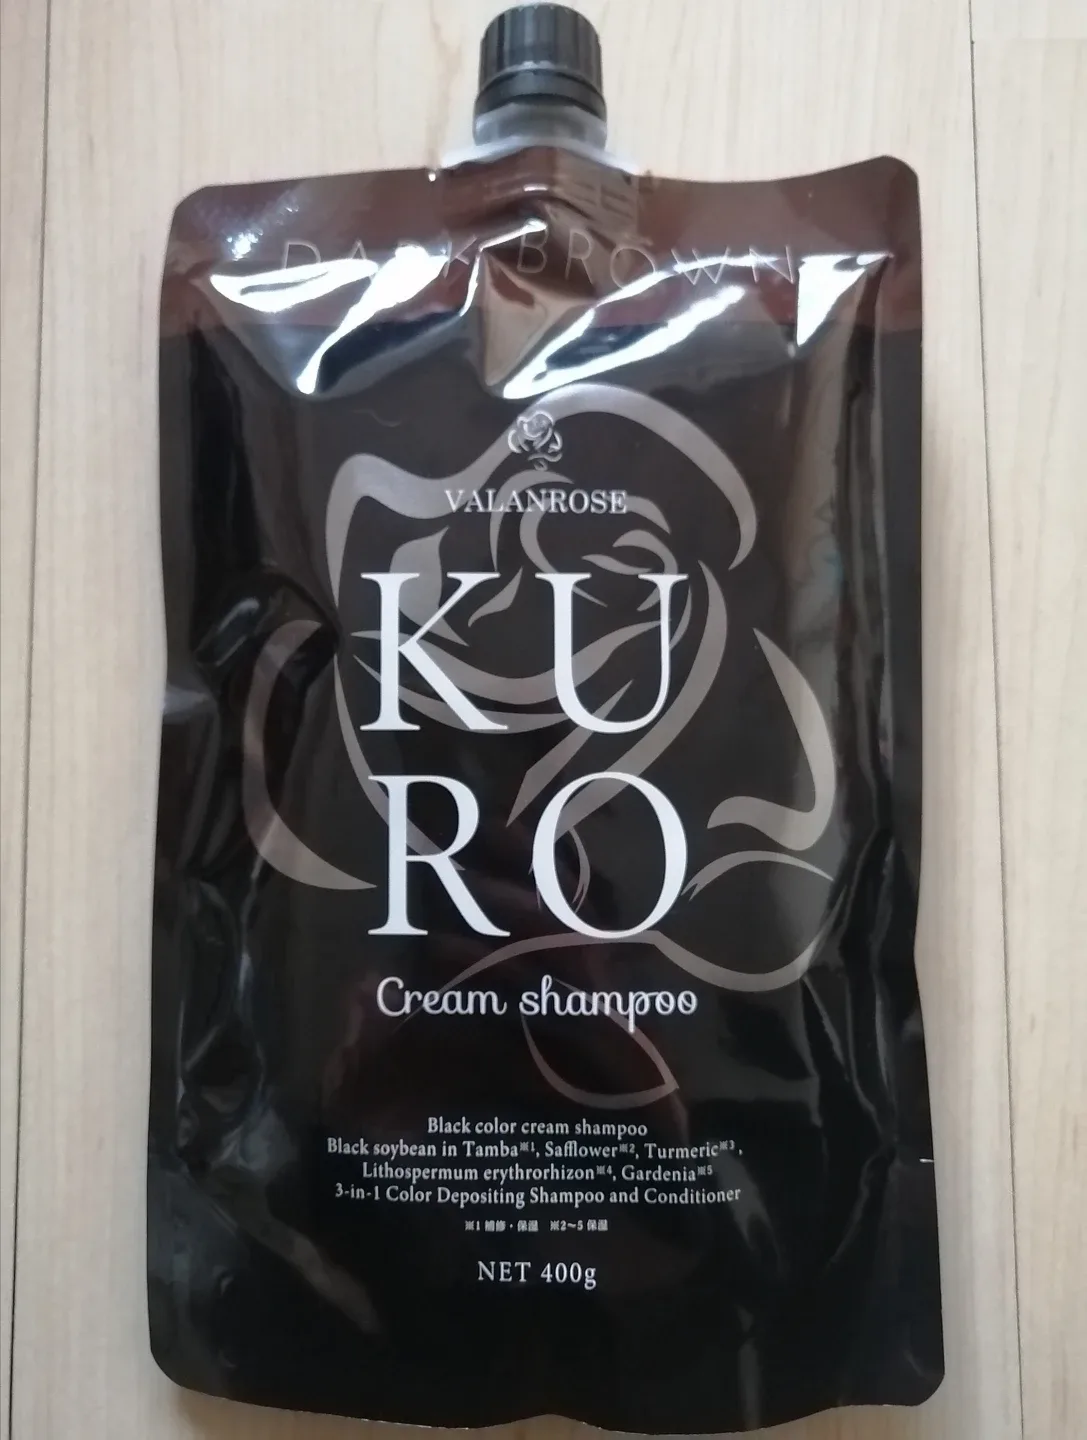 DARK BROWN
VALANROSE
KU
RO
Cream shampoo
Black color cream shampoo
Black soybean in Tamba※1, Safflower※2, Turmeric※3,
Lithospermum erythrorhizon※4, Gardenia※5
3-in-1 Color Depositing Shampoo and Conditioner
※1 補修・保湿 ※2〜5 保湿
NET 400g